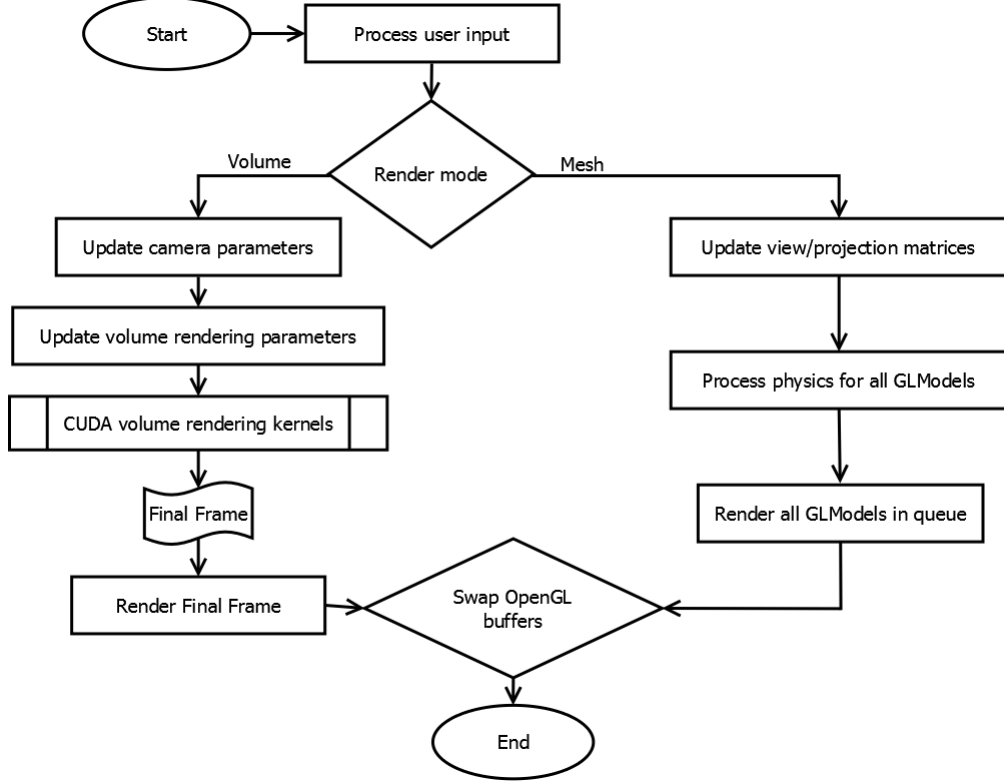 Start
Process user input
Render mode
Volume
Mesh
Update camera parameters
Update view/projection matrices
Update volume rendering parameters
Process physics for all GLModels
CUDA volume rendering kernels
Final Frame
Render all GLModels in queue
Render Final Frame
Swap OpenGL
buffers
End